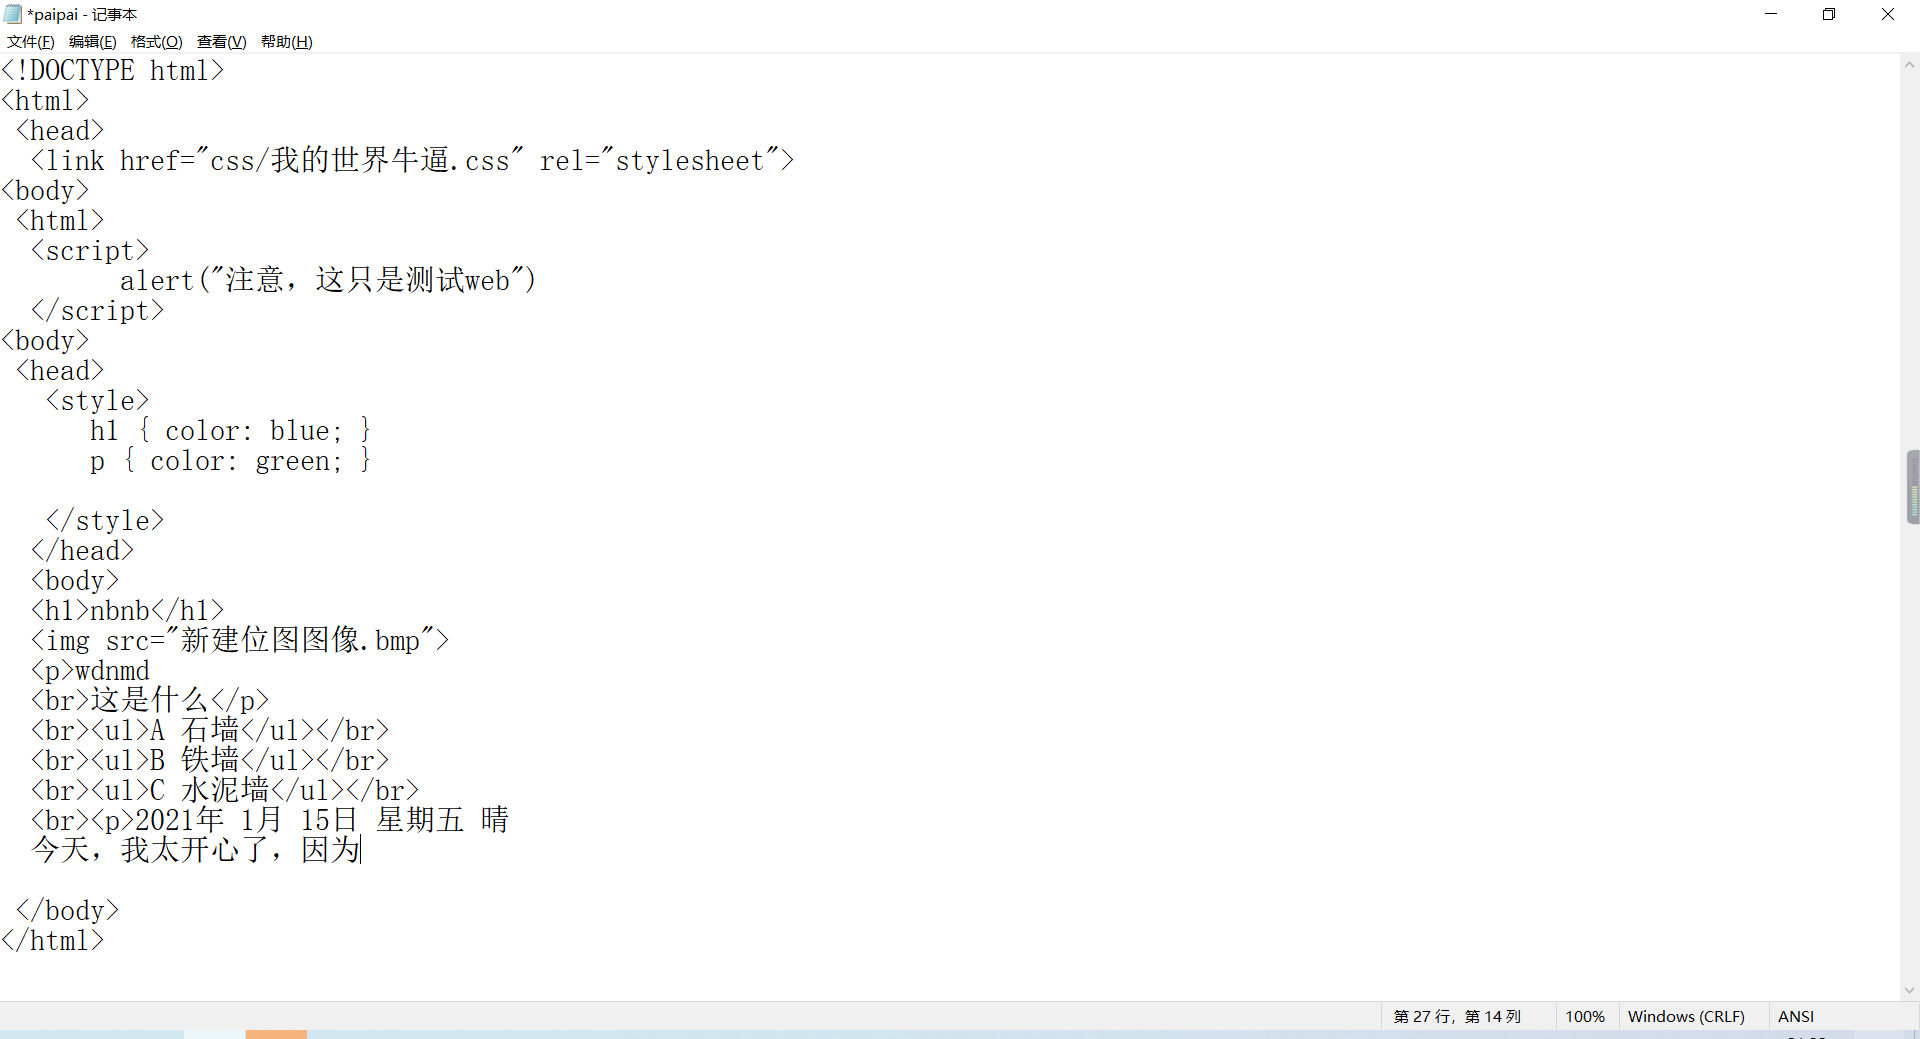 *paipai - 记事本
文件(F) 编辑(E) 格式(O) 查看(V) 帮助(H)
<!DOCTYPE html>
<html>
 <head>
  <link href="css/我的世界牛逼.css" rel="stylesheet">
<body>
 <html>
  <script>
        alert("注意，这只是测试web")
  </script>
<body>
 <head>
   <style>
      h1 { color: blue; }
      p { color: green; }
   </style>
  </head>
  <body>
  <h1>nbnb</h1>
  <img src="新建位图图像.bmp">
  <p>wdnmd
  <br>这是什么</p>
  <br><ul>A 石墙</ul></br>
  <br><ul>B 铁墙</ul></br>
  <br><ul>C 水泥墙</ul></br>
  <br><p>2021年 1月 15日 星期五 晴
  今天，我太开心了，因为
 </body>
</html>
第 27 行，第 14 列 100% Windows (CRLF) ANSI